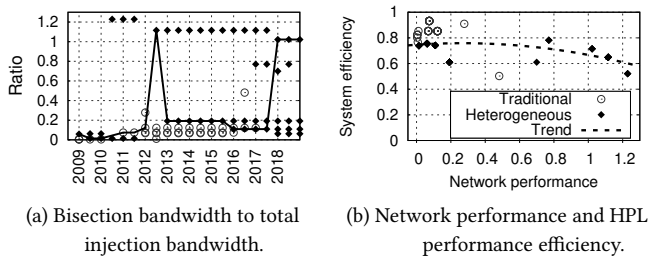 Ratio
1.2
1
0.8
0.6
0.4
0.2
0
2009
2010
2011
2012
2013
2014
2015
2016
2017
2018
(a) Bisection bandwidth to total
injection bandwidth.
System efficiency
1
0.8
0.6
0.4
0.2
0
Traditional
Heterogeneous
Trend
0 0.2 0.4 0.6 0.8 1 1.2
Network performance
(b) Network performance and HPL
performance efficiency.